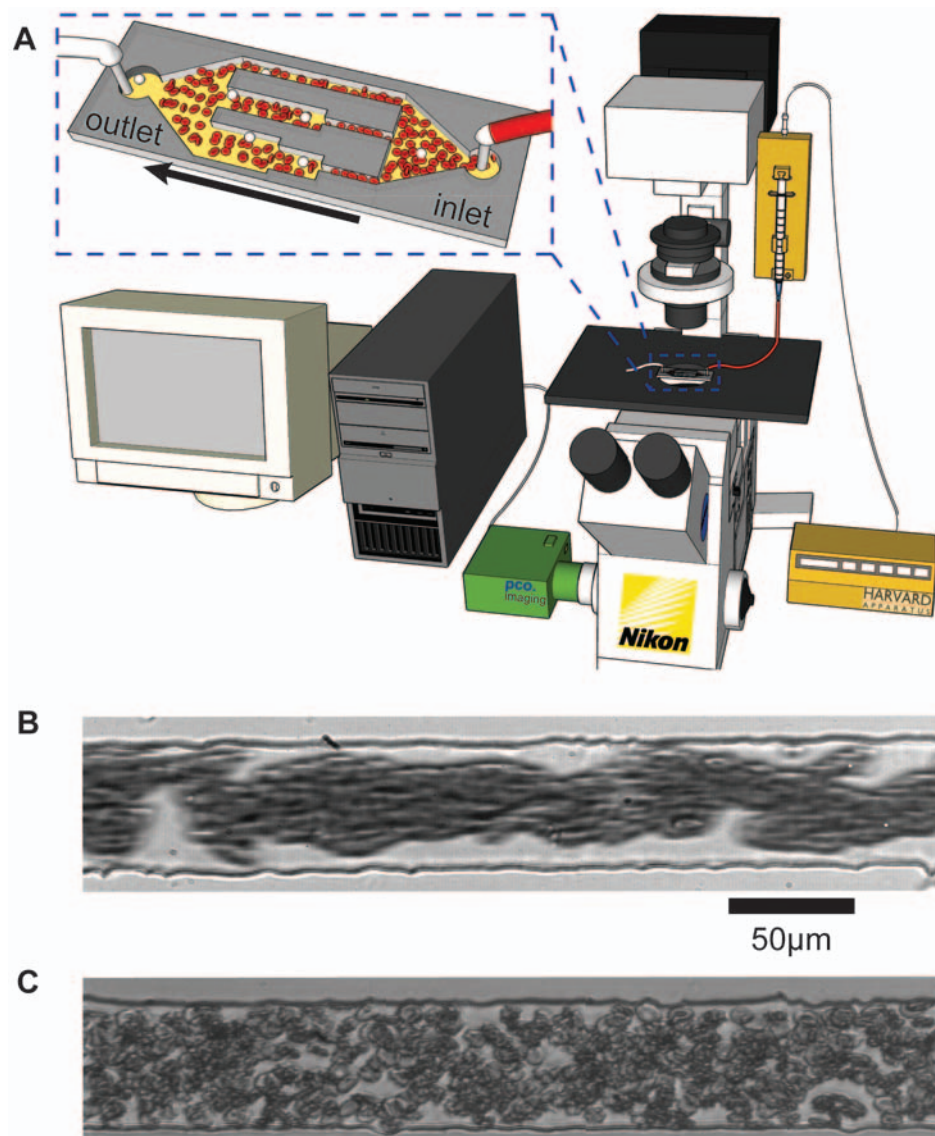 A
outlet
inlet
pco.
imaging
Nikon
HARVARD
APPARATUS
B
50µm
C